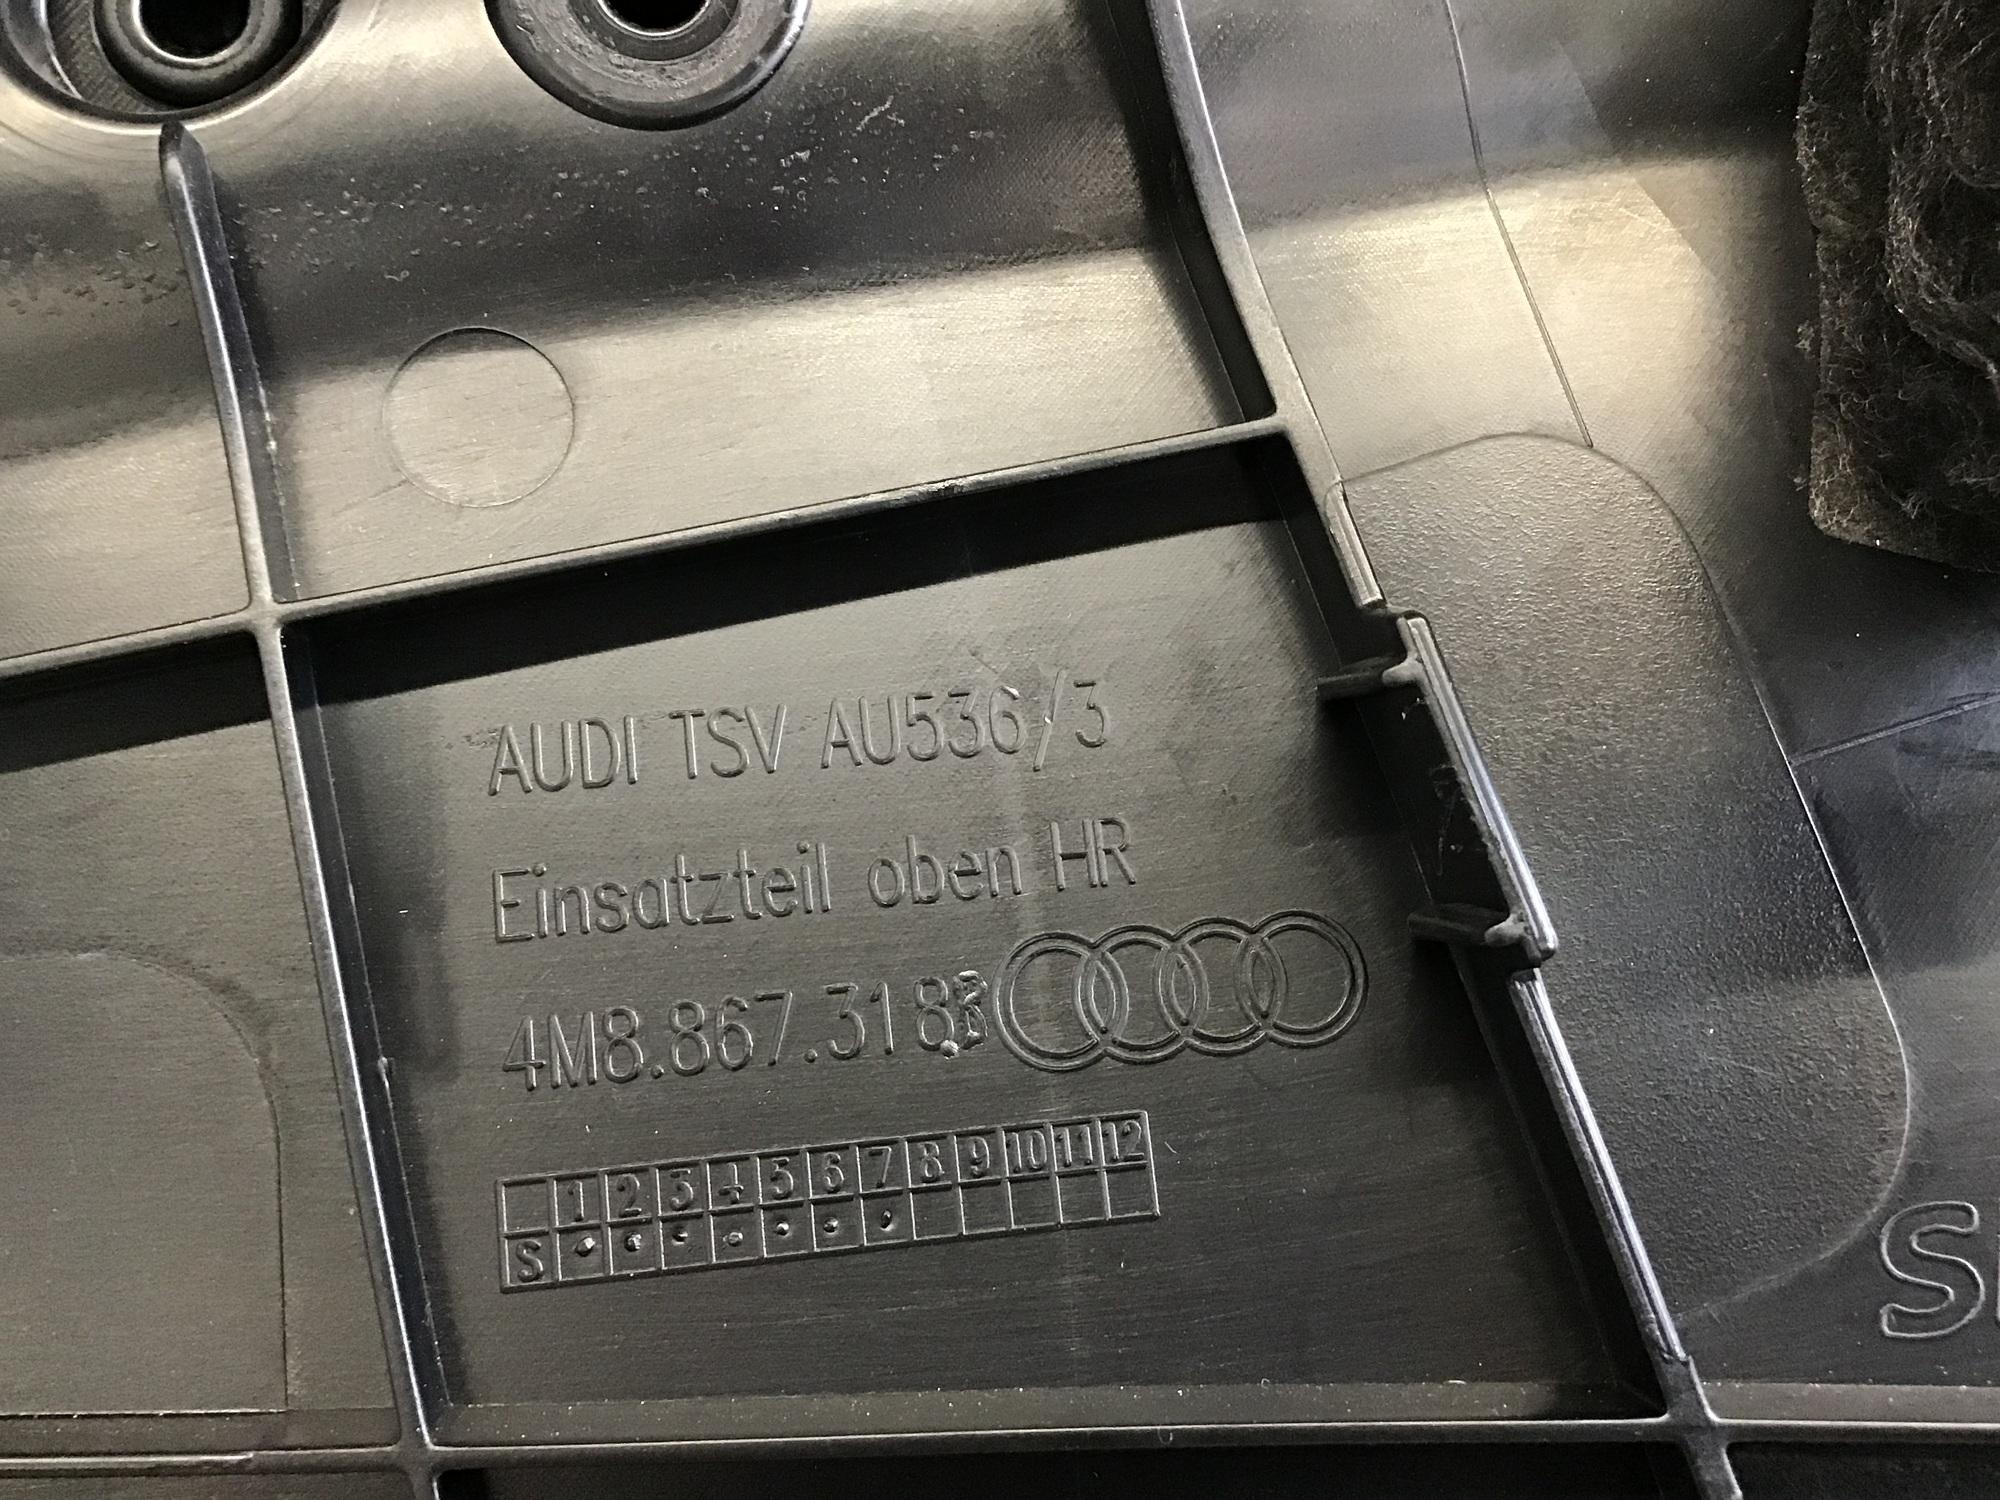 AUDI TSV AU536/3
Einsatzteil oben HR
4M8.867.318.B
1 2 3 4 5 6 7 8 9 10 11 12
S
S